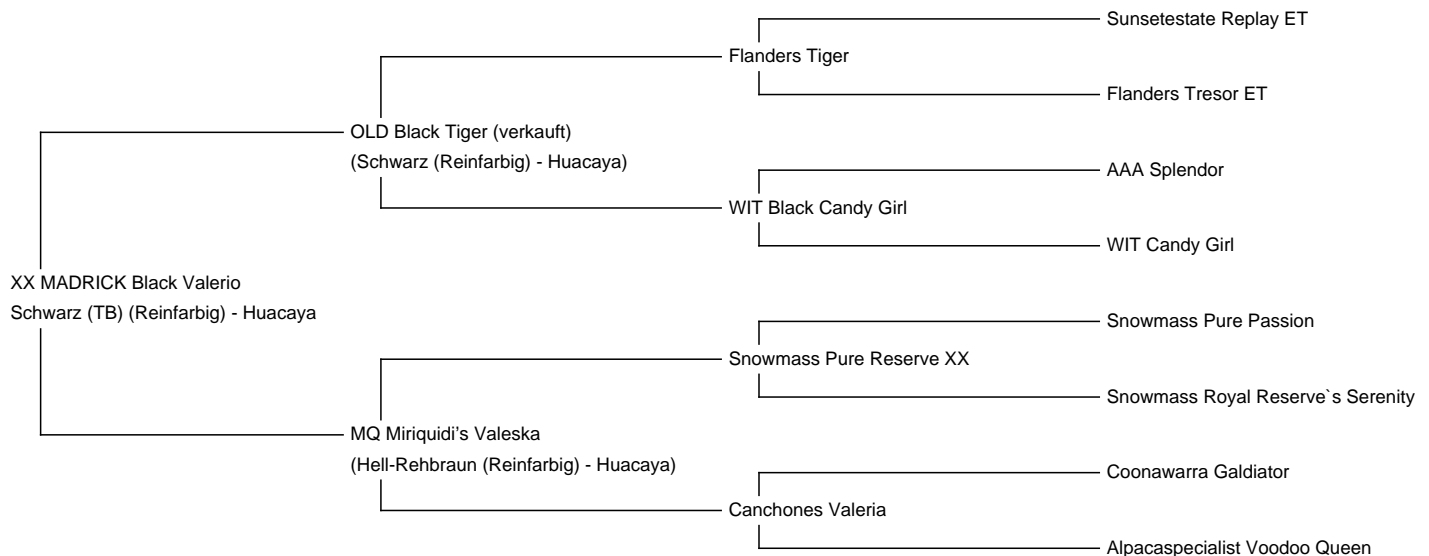 Sunsetestate Replay ET
Flanders Tiger
Flanders Tresor ET
OLD Black Tiger (verkauft)
(Schwarz (Reinfarbig) - Huacaya)
AAA Splendor
WIT Black Candy Girl
WIT Candy Girl
XX MADRICK Black Valerio
Schwarz (TB) (Reinfarbig) - Huacaya
Snowmass Pure Passion
Snowmass Pure Reserve XX
Snowmass Royal Reserve`s Serenity
MQ Miriquidi's Valeska
(Hell-Rehbraun (Reinfarbig) - Huacaya)
Coonawarra Galdiator
Canchones Valeria
Alpacaspecialist Voodoo Queen